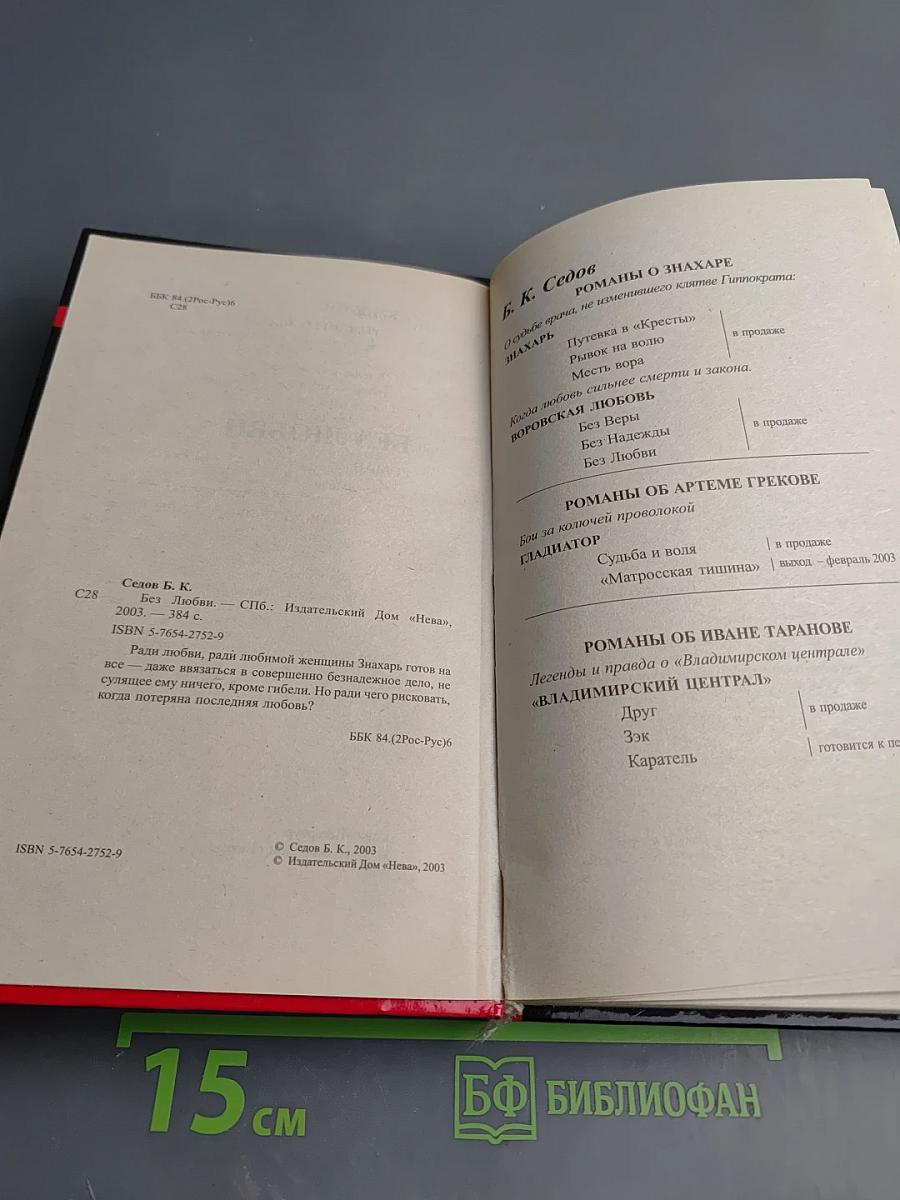 ББК 84.(2Рос-Рус)6
С28
Седов Б. К.
С28 Без Любви. — СПб.: Издательский Дом «Нева»,
2003. — 384 с.
ISBN 5-7654-2752-9
Ради любви, ради любимой женщины Знахарь готов на
все — даже ввязаться в совершенно безнадежное дело, не
сулящее ему ничего, кроме гибели. Но ради чего рисковать,
когда потеряна последняя любовь?
ББК 84.(2Рос-Рус)6
ISBN 5-7654-2752-9
© Седов Б. К., 2003
© Издательский Дом «Нева», 2003
Б. К. Седов
РОМАНЫ О ЗНАХАРЕ
О судьбе врача, не изменившего клятве Гиппократа:
ЗНАХАРЬ
Путевка в «Кресты»
Рывок на волю
Месть вора
в продаже
Когда любовь сильнее смерти и закона.
ВОРОВСКАЯ ЛЮБОВЬ
Без Веры
Без Надежды
Без Любви
в продаже
РОМАНЫ ОБ АРТЕМЕ ГРЕКОВЕ
Бои за колючей проволокой
ГЛАДИАТОР
Судьба и воля в продаже
«Матросская тишина» выход – февраль 2003
РОМАНЫ ОБ ИВАНЕ ТАРАНОВЕ
Легенды и правда о «Владимирском централе»
«ВЛАДИМИРСКИЙ ЦЕНТРАЛ»
Друг
Зэк
в продаже
Каратель готовится к пе
15 см
БФ БИБЛИОФАН